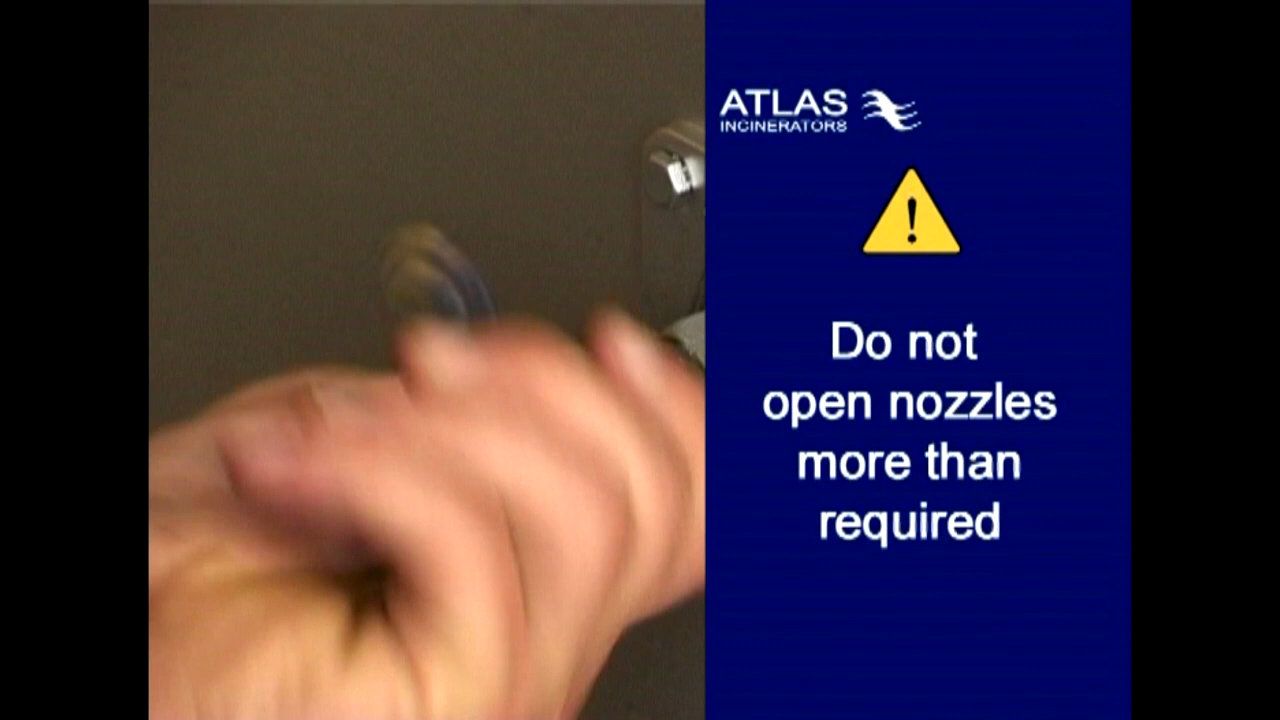 ATLAS
INCINERATORS
!
Do not
open nozzles
more than
required